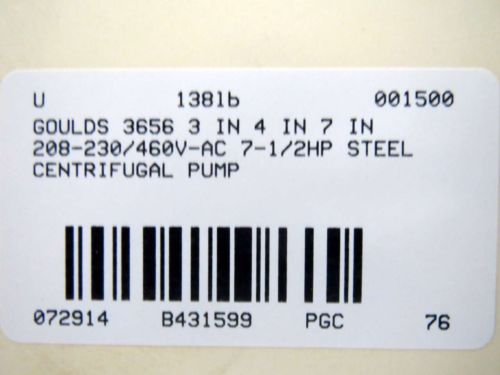 U 138lb 001500
GOULDS 3656 3 IN 4 IN 7 IN
208-230/460V-AC 7-1/2HP STEEL
CENTRIFUGAL PUMP
072914 B431599 PGC 76